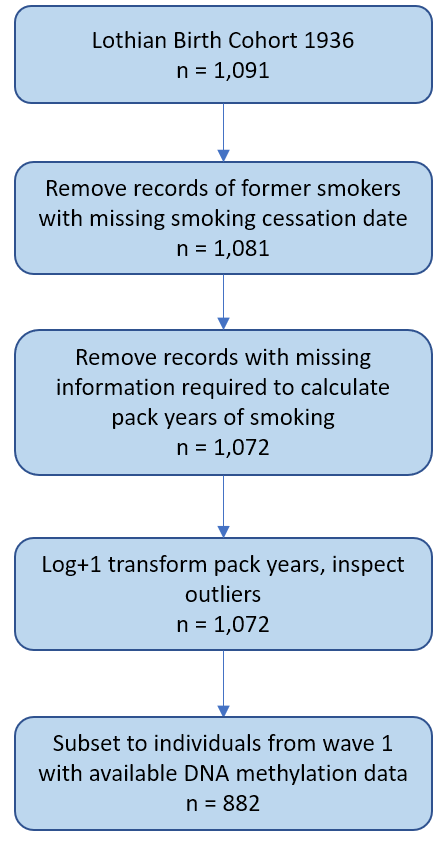 Lothian Birth Cohort 1936
n = 1,091
Remove records of former smokers
with missing smoking cessation date
n = 1,081
Remove records with missing
information required to calculate
pack years of smoking
n = 1,072
Log+1 transform pack years, inspect
outliers
n = 1,072
Subset to individuals from wave 1
with available DNA methylation data
n = 882